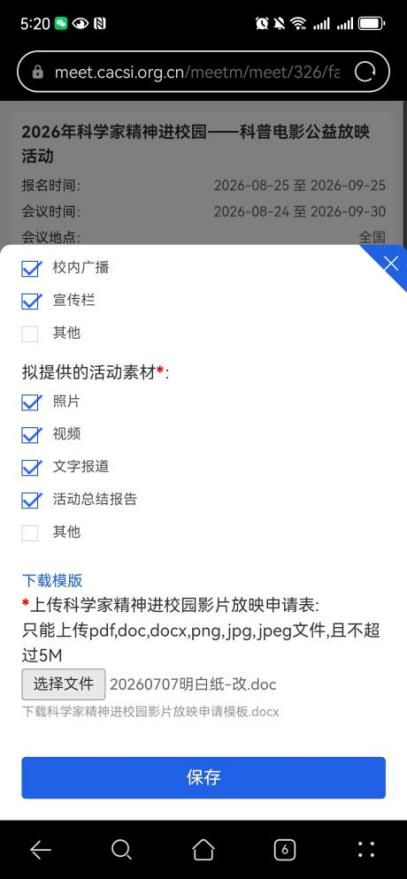 5:20
meet.cacsi.org.cn/meetm/meet/326/fa
2026年科学家精神进校园——科普电影公益放映
活动
报名时间: 2026-08-25 至 2026-09-25
会议时间: 2026-08-24 至 2026-09-30
会议地点: 全国
校内广播
宣传栏
其他
拟提供的活动素材*:
照片
视频
文字报道
活动总结报告
其他
下载模版
*上传科学家精神进校园影片放映申请表:
只能上传pdf,doc,docx,png,jpg,jpeg文件,且不超
过5M
选择文件 20260707明白纸-改.doc
下载科学家精神进校园影片放映申请模板.docx
保存
6